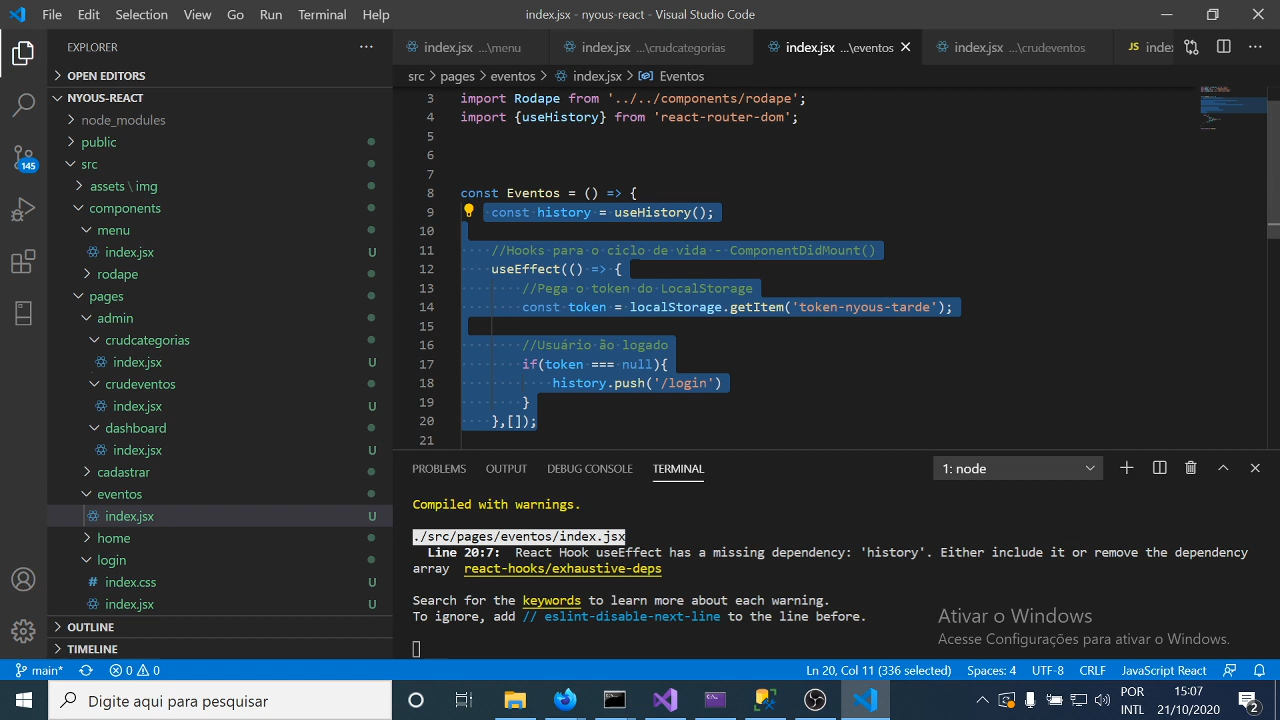 File Edit Selection View Go Run Terminal Help
index.jsx - nyous-react - Visual Studio Code
EXPLORER
OPEN EDITORS
NYOUS-REACT
node_modules
public
src
assets \ img
components
menu
index.jsx U
rodape
pages
admin
crudcategorias
index.jsx U
crudeventos
index.jsx U
dashboard
index.jsx U
cadastrar
eventos
index.jsx U
home
login
index.css U
index.jsx U
OUTLINE
TIMELINE
145
index.jsx ...\menu
index.jsx ...\crudcategorias
index.jsx ...\eventos
index.jsx ...\crudeventos
JS inde
src > pages > eventos > index.jsx > Eventos
3 import Rodape from '../../components/rodape';
4 import {useHistory} from 'react-router-dom';
5
6
7
8 const Eventos = () => {
9 const history = useHistory();
10
11 //Hooks para o ciclo de vida - ComponentDidMount()
12 useEffect(() => {
13 //Pega o token do LocalStorage
14 const token = localStorage.getItem('token-nyous-tarde');
15
16 //Usuário ão logado
17 if(token === null){
18 history.push('/login')
19 }
20 },[]);
21
PROBLEMS OUTPUT DEBUG CONSOLE TERMINAL
1: node
Compiled with warnings.
./src/pages/eventos/index.jsx
Line 20:7: React Hook useEffect has a missing dependency: 'history'. Either include it or remove the dependency
array react-hooks/exhaustive-deps
Search for the keywords to learn more about each warning.
To ignore, add // eslint-disable-next-line to the line before.
Ativar o Windows
Acesse Configurações para ativar o Windows.
main* 0 0
Ln 20, Col 11 (336 selected) Spaces: 4 UTF-8 CRLF JavaScript React
Digite aqui para pesquisar
POR
INTL
15:07
21/10/2020
2